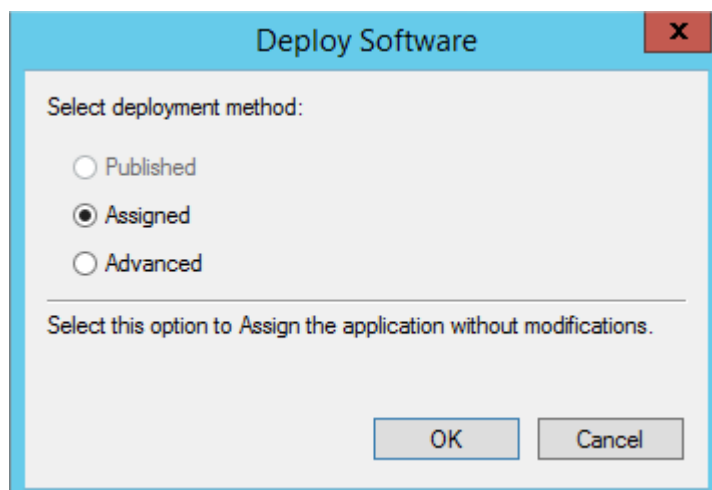 Deploy Software
x
Select deployment method:
Published
Assigned
Advanced
Select this option to Assign the application without modifications.
OK Cancel